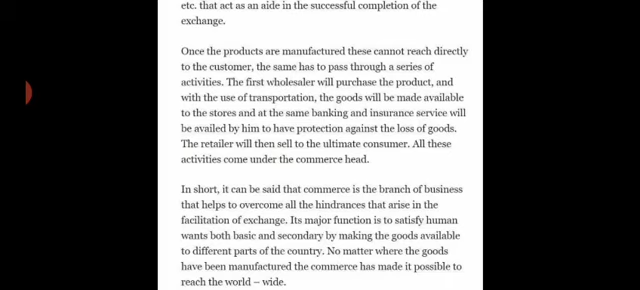 etc. that act as an aide in the successful completion of the
exchange.
Once the products are manufactured these cannot reach directly
to the customer, the same has to pass through a series of
activities. The first wholesaler will purchase the product, and
with the use of transportation, the goods will be made available
to the stores and at the same banking and insurance service will
be availed by him to have protection against the loss of goods.
The retailer will then sell to the ultimate consumer. All these
activities come under the commerce head.
In short, it can be said that commerce is the branch of business
that helps to overcome all the hindrances that arise in the
facilitation of exchange. Its major function is to satisfy human
wants both basic and secondary by making the goods available
to different parts of the country. No matter where the goods
have been manufactured the commerce has made it possible to
reach the world – wide.